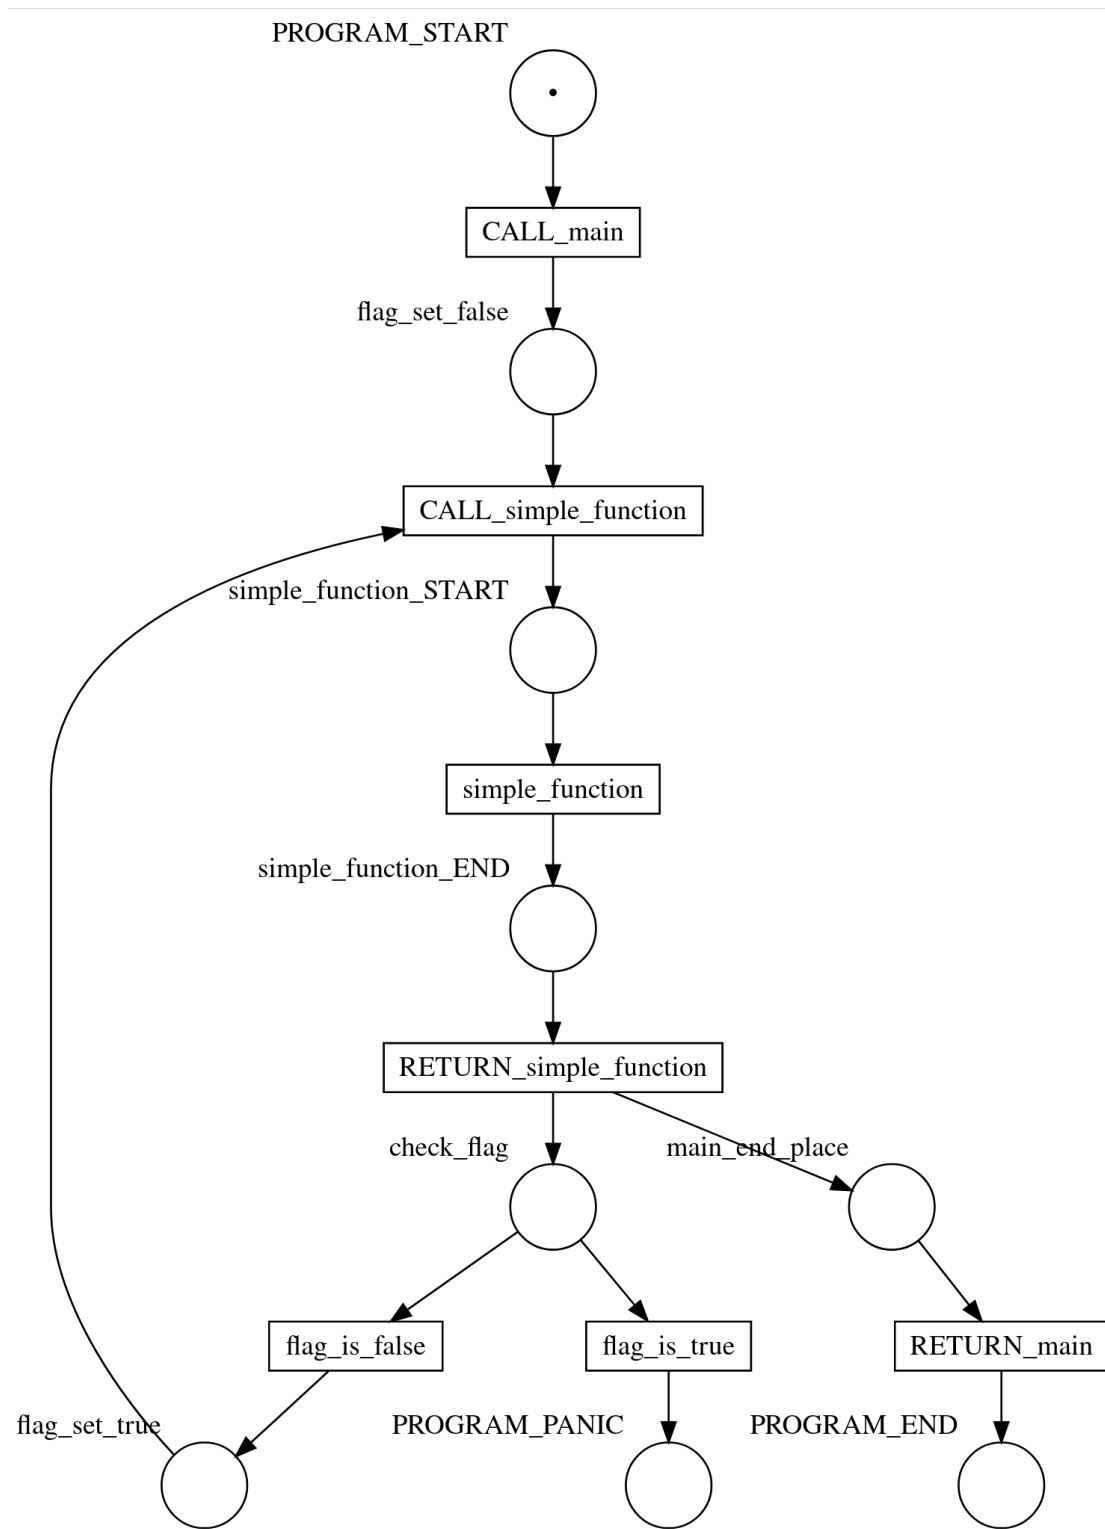 PROGRAM_START
CALL_main
flag_set_false
CALL_simple_function
simple_function_START
simple_function
simple_function_END
RETURN_simple_function
check_flag
main_end_place
flag_is_false
flag_is_true
RETURN_main
flag_set_true
PROGRAM_PANIC
PROGRAM_END